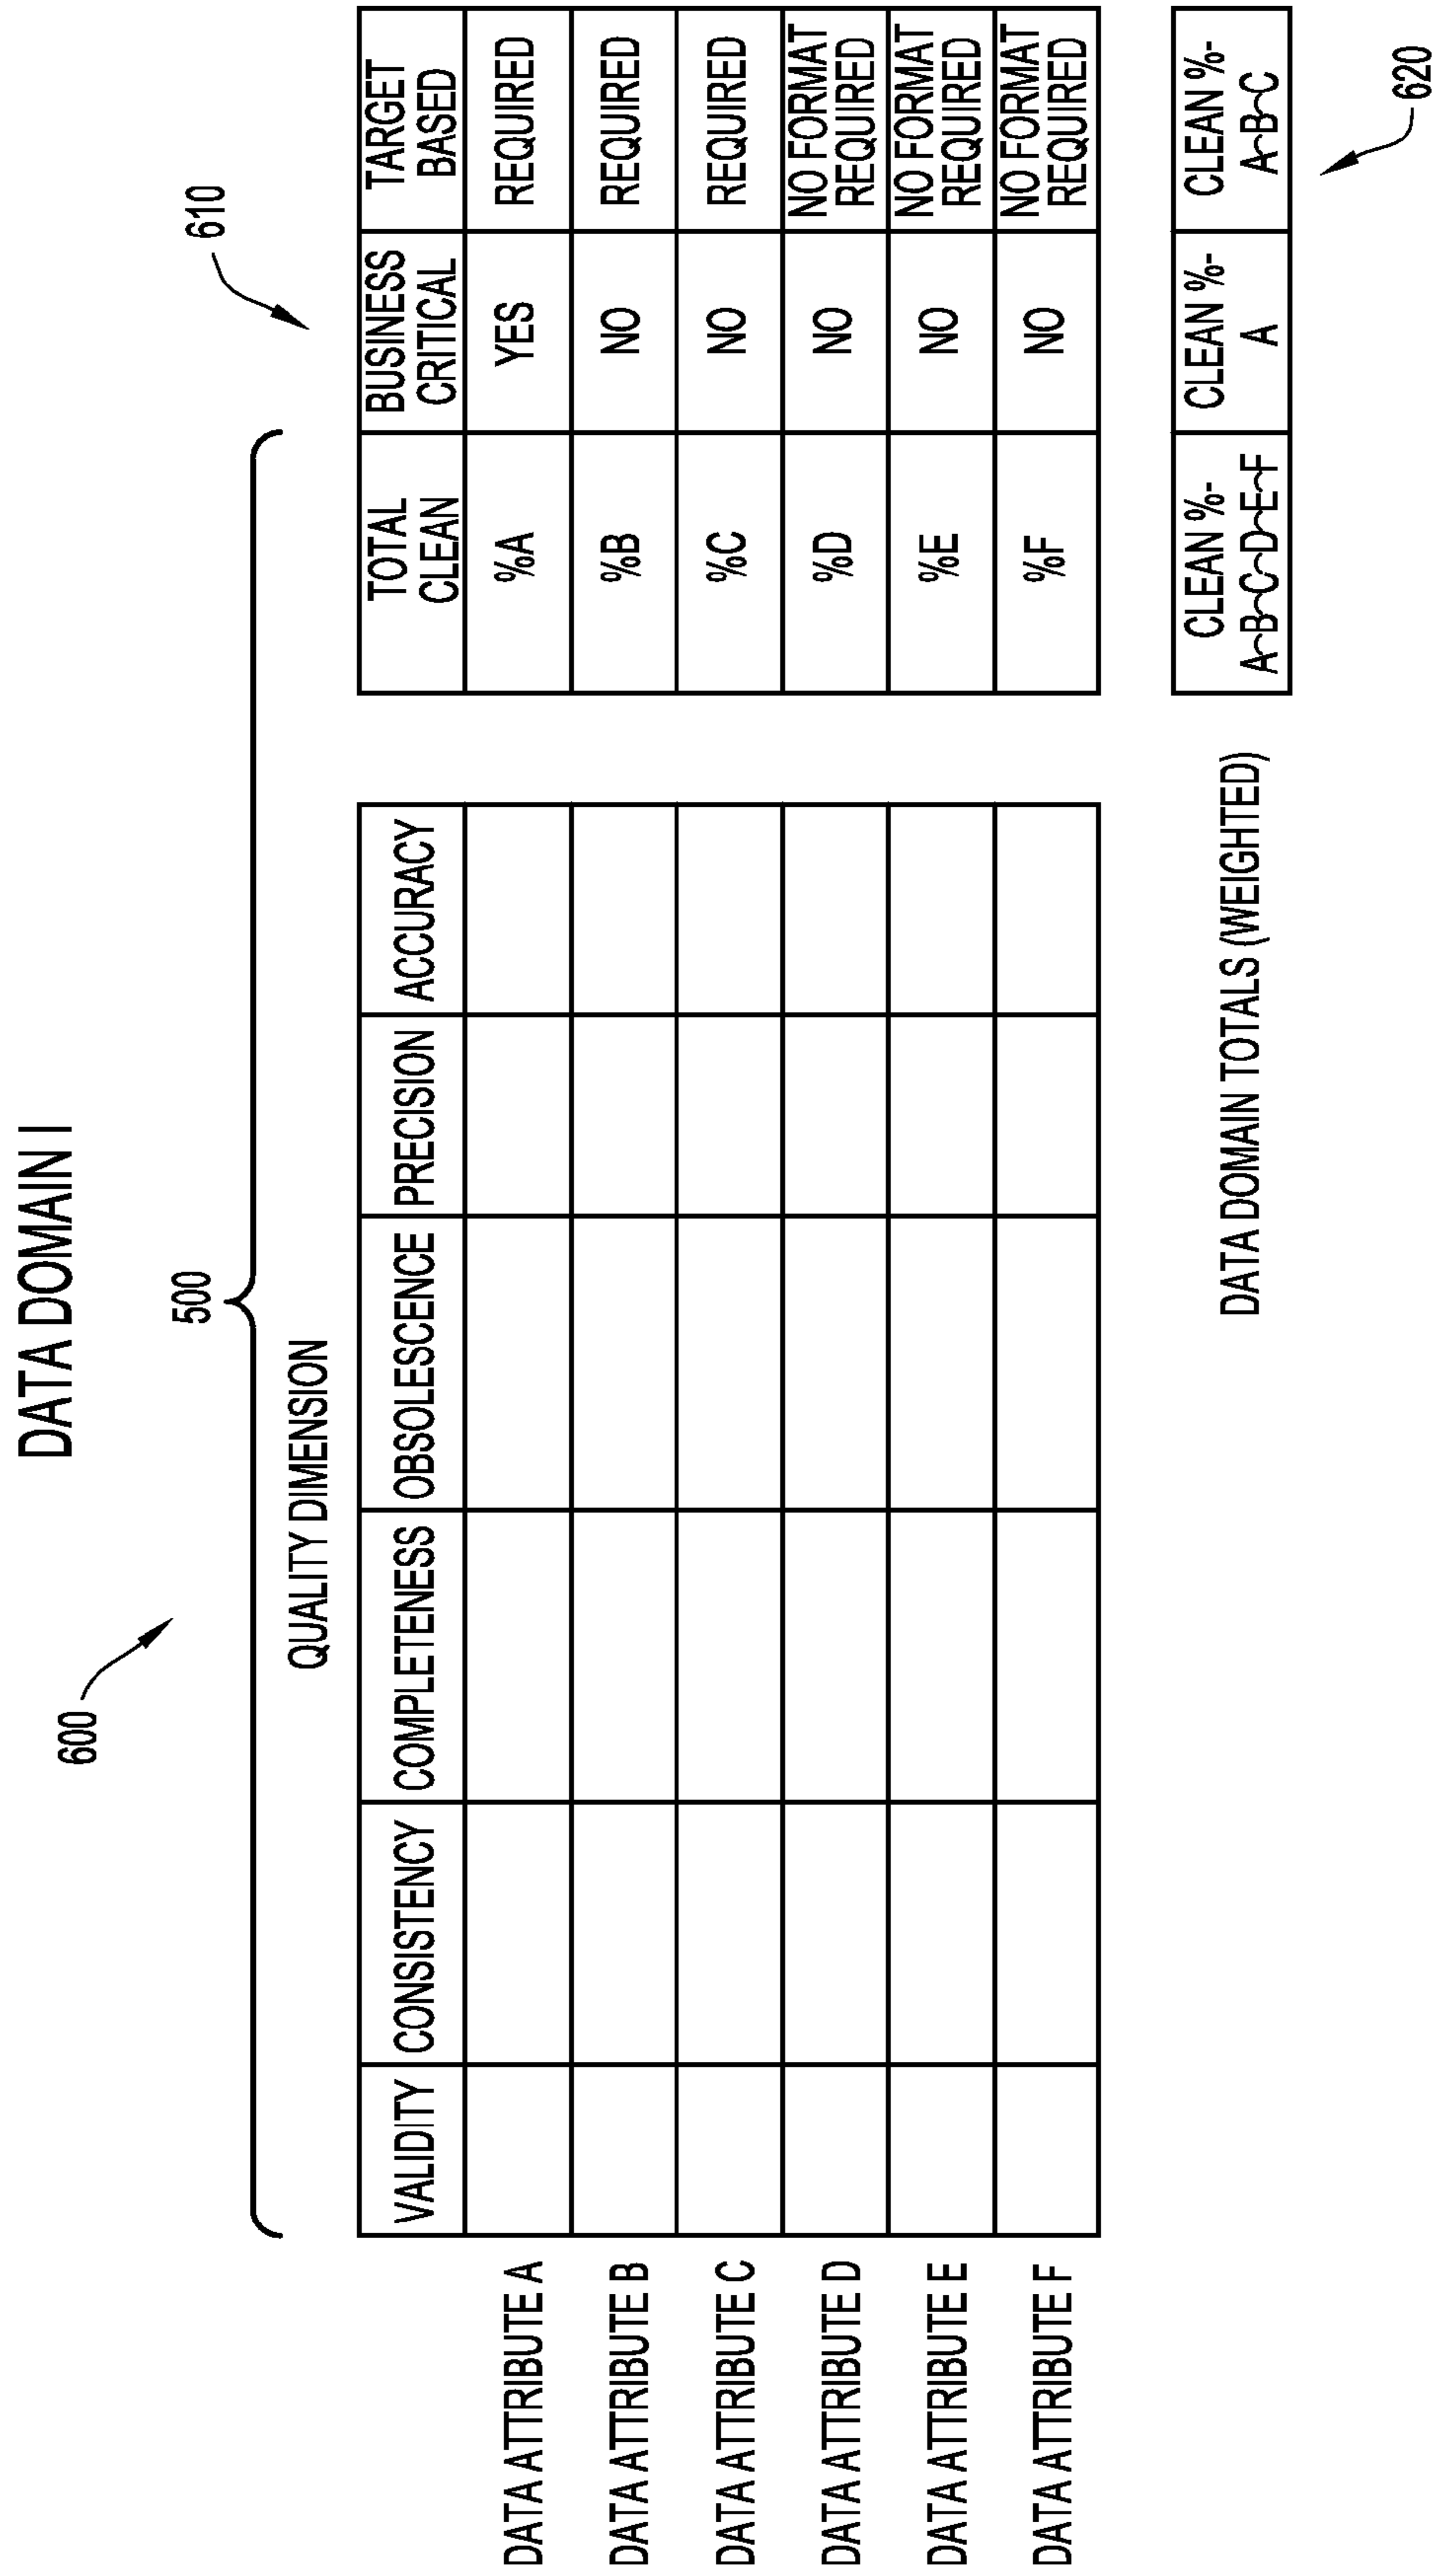 DATA DOMAIN I
600
500
610
QUALITY DIMENSION
VALIDITY CONSISTENCY COMPLETENESS OBSOLESCENCE PRECISION ACCURACY
TOTAL
CLEAN
BUSINESS
CRITICAL
TARGET
BASED
DATA ATTRIBUTE A %A YES REQUIRED
DATA ATTRIBUTE B %B NO REQUIRED
DATA ATTRIBUTE C %C NO REQUIRED
DATA ATTRIBUTE D %D NO NO FORMAT
REQUIRED
DATA ATTRIBUTE E %E NO NO FORMAT
REQUIRED
DATA ATTRIBUTE F %F NO NO FORMAT
REQUIRED
DATA DOMAIN TOTALS (WEIGHTED)
CLEAN %-
A~B~C~D~E~F
CLEAN %-
A
CLEAN %-
A~B~C
620